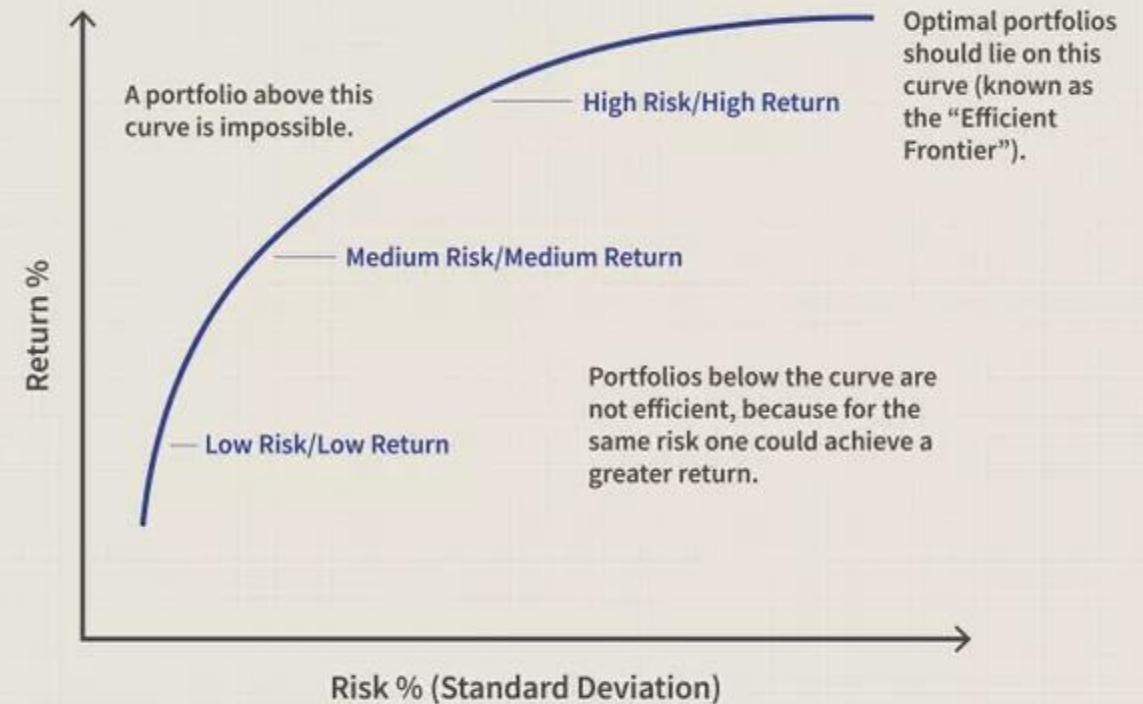 A portfolio above this
curve is impossible.
Optimal portfolios
should lie on this
curve (known as
the “Efficient
Frontier”).
High Risk/High Return
Medium Risk/Medium Return
Low Risk/Low Return
Portfolios below the curve are
not efficient, because for the
same risk one could achieve a
greater return.
Return %
Risk % (Standard Deviation)